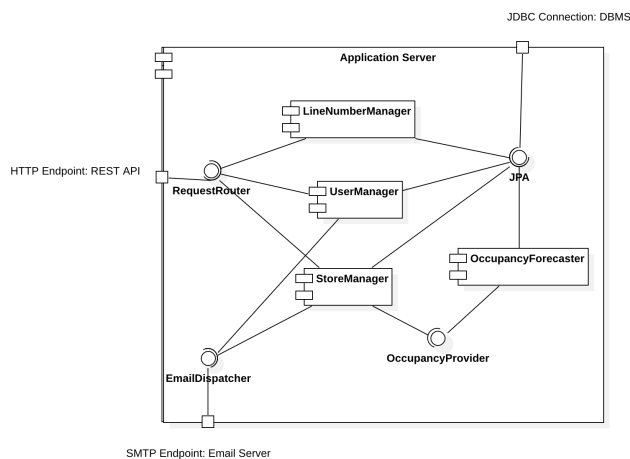 JDBC Connection: DBMS
Application Server
LineNumberManager
HTTP Endpoint: REST API
RequestRouter
JPA
UserManager
StoreManager
OccupancyForecaster
OccupancyProvider
EmailDispatcher
SMTP Endpoint: Email Server